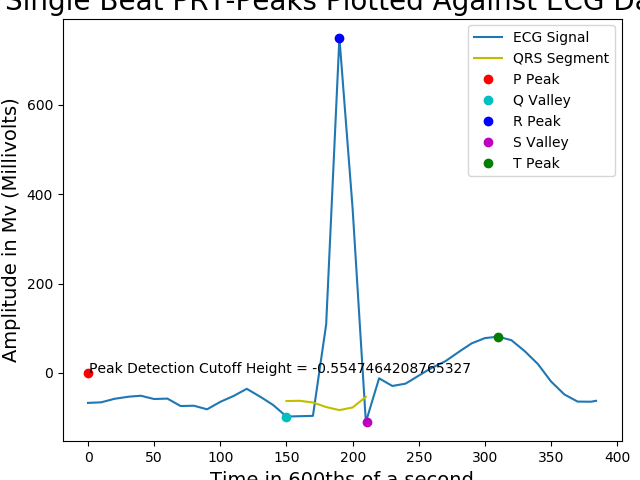 Single Beat PRT-Peaks Plotted Against ECG Da
Amplitude in Mv (Millivolts)
600
400
200
0
ECG Signal
QRS Segment
P Peak
Q Valley
R Peak
S Valley
T Peak
Peak Detection Cutoff Height = -0.5547464208765327
0 50 100 150 200 250 300 350 400
Time in 600ths of a second